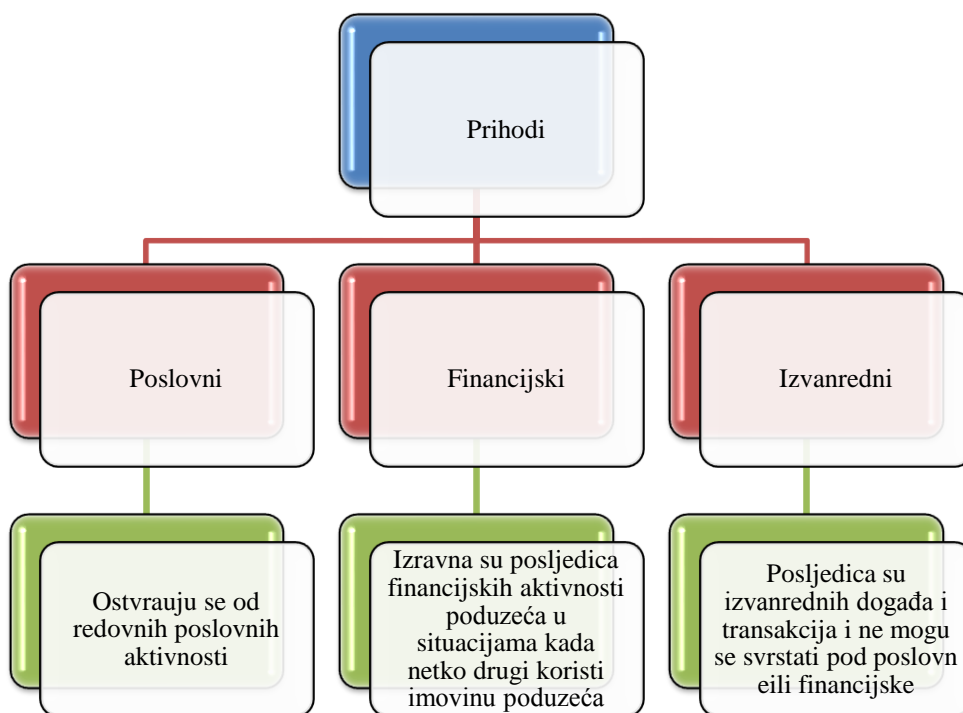 Prihodi
Poslovni
Financijski
Izvanredni
Ostvrauju se od
redovnih poslovnih
aktivnosti
Izravna su posljedica
financijskih aktivnosti
poduzeća u
situacijama kada
netko drugi koristi
imovinu poduzeća
Posljedica su
izvanrednih događa i
transakcija i ne mogu
se svrstati pod poslovn
eili financijske